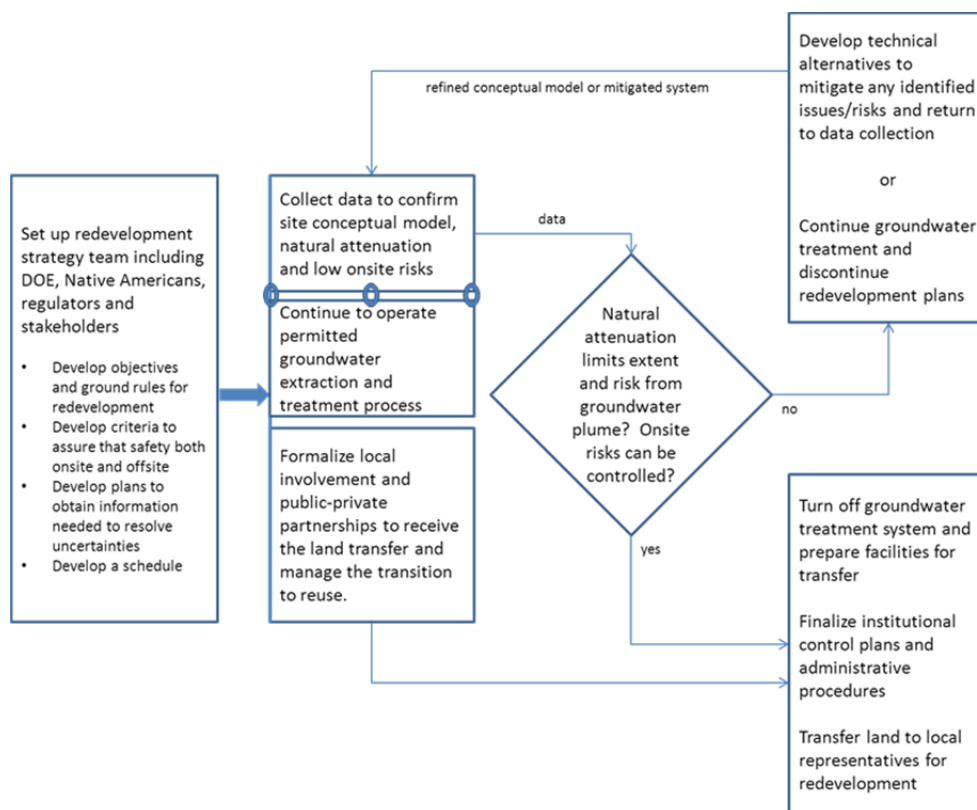 Set up redevelopment
strategy team including
DOE, Native Americans,
regulators and
stakeholders
• Develop objectives
and ground rules for
redevelopment
• Develop criteria to
assure that safety both
onsite and offsite
• Develop plans to
obtain information
needed to resolve
uncertainties
• Develop a schedule
refined conceptual model or mitigated system
Collect data to confirm
site conceptual model,
natural attenuation
and low onsite risks
Continue to operate
permitted
groundwater
extraction and
treatment process
Formalize local
involvement and
public-private
partnerships to receive
the land transfer and
manage the transition
to reuse.
data
Natural
attenuation
limits extent
and risk from
groundwater
plume? Onsite
risks can be
controlled?
no
yes
Develop technical
alternatives to
mitigate any identified
issues/risks and return
to data collection
or
Continue groundwater
treatment and
discontinue
redevelopment plans
Turn off groundwater
treatment system and
prepare facilities for
transfer
Finalize institutional
control plans and
administrative
procedures
Transfer land to local
representatives for
redevelopment